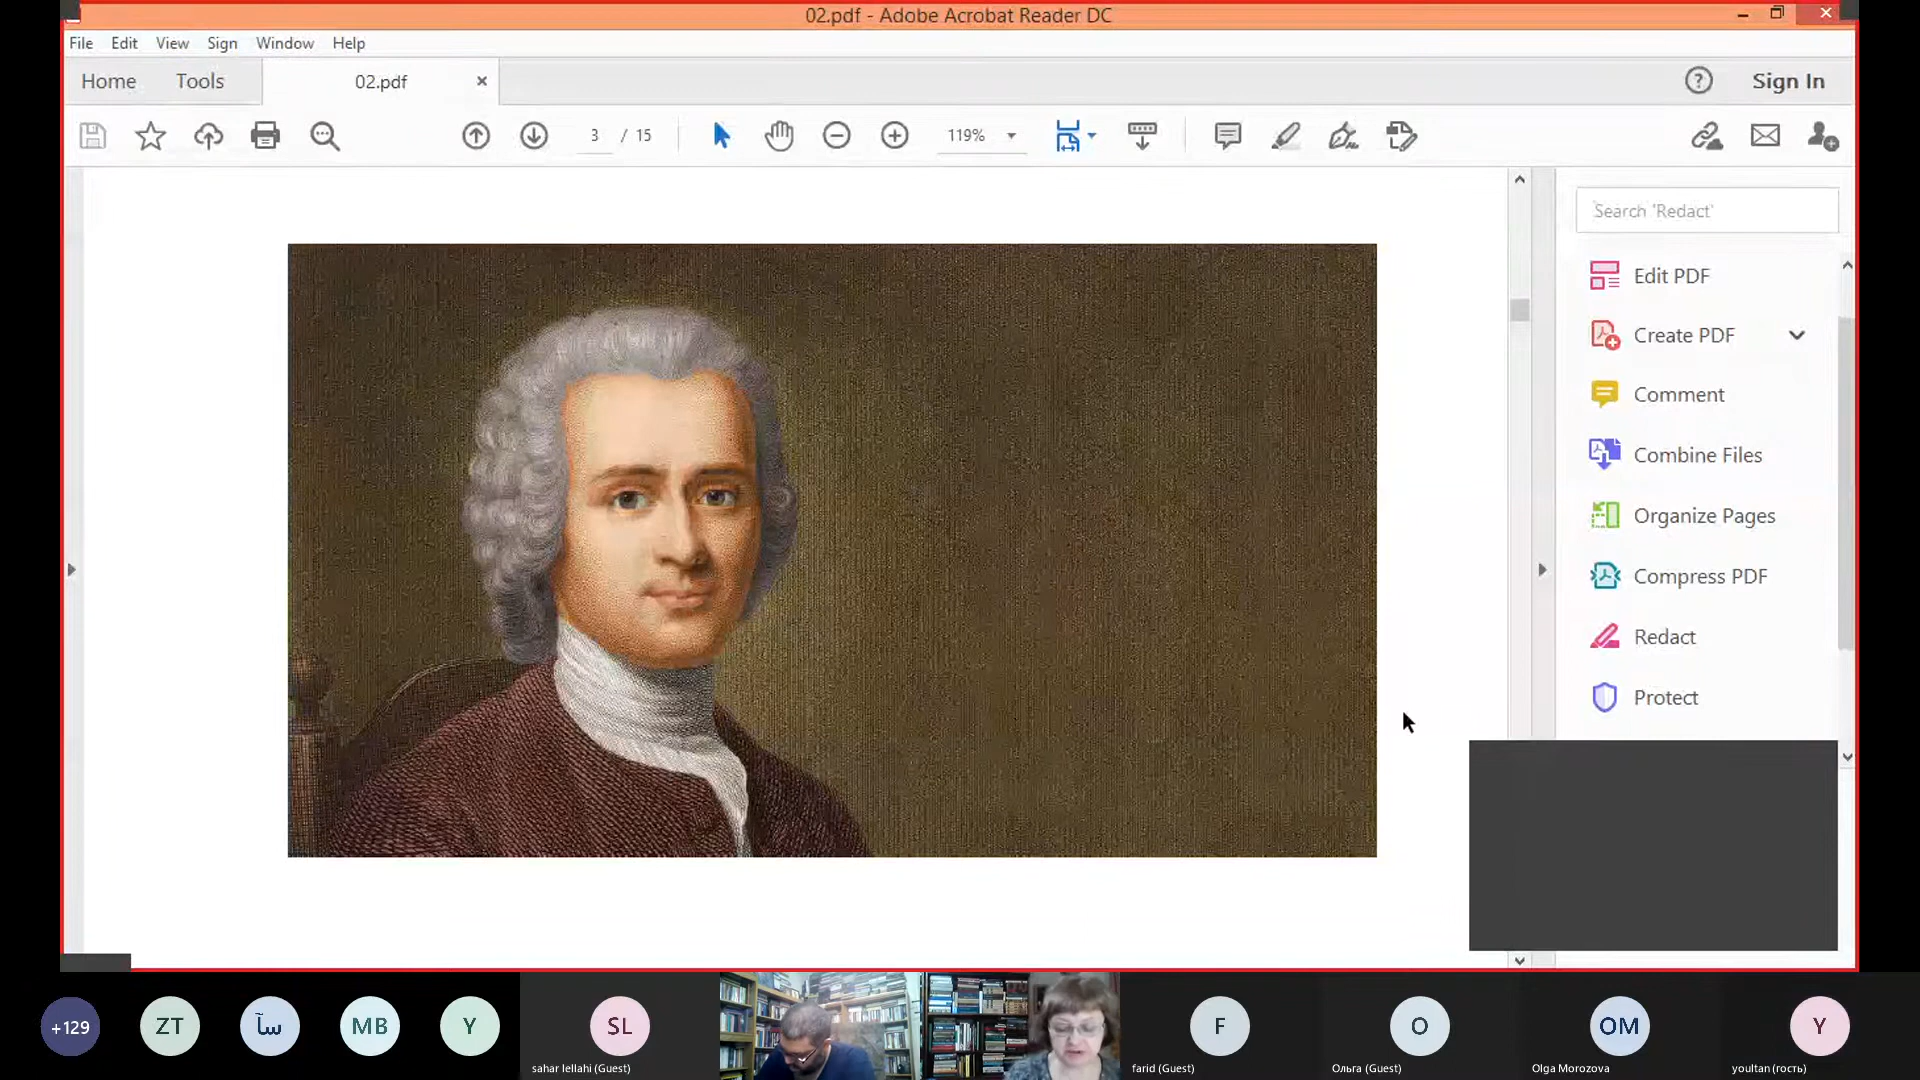 02.pdf - Adobe Acrobat Reader DC
File Edit View Sign Window Help
Home Tools 02.pdf Sign In
3 / 15 119%
Search 'Redact'
Edit PDF
Create PDF
Comment
Combine Files
Organize Pages
Compress PDF
Redact
Protect
+129 ZT سآ MB Y SL F O OM Y
sahar lellahi (Guest) farid (Guest) Ольга (Guest) Olga Morozova youltan (гость)